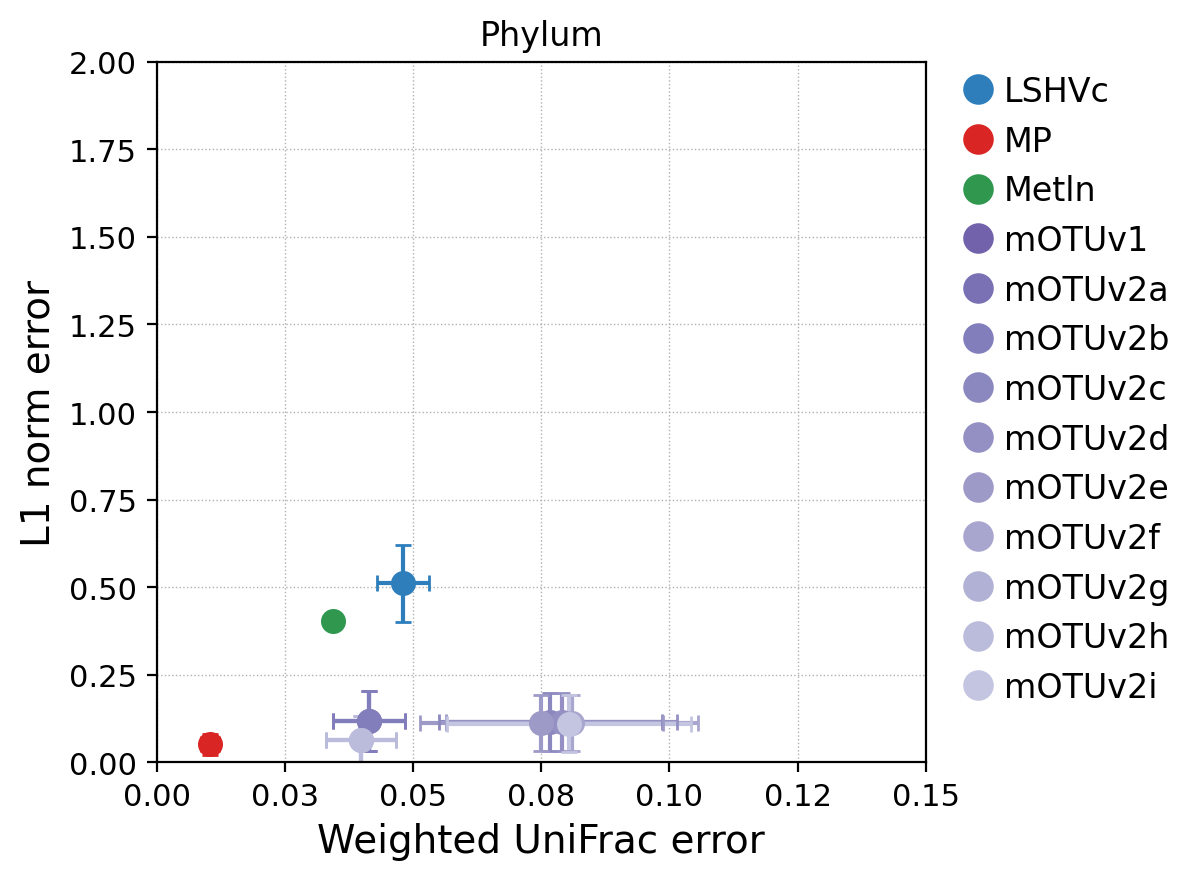 Phylum
2.00
1.75
1.50
1.25
1.00
0.75
0.50
0.25
0.00
L1 norm error
0.00 0.03 0.05 0.08 0.10 0.12 0.15
Weighted UniFrac error
LSHVc
MP
Metln
mOTUv1
mOTUv2a
mOTUv2b
mOTUv2c
mOTUv2d
mOTUv2e
mOTUv2f
mOTUv2g
mOTUv2h
mOTUv2i